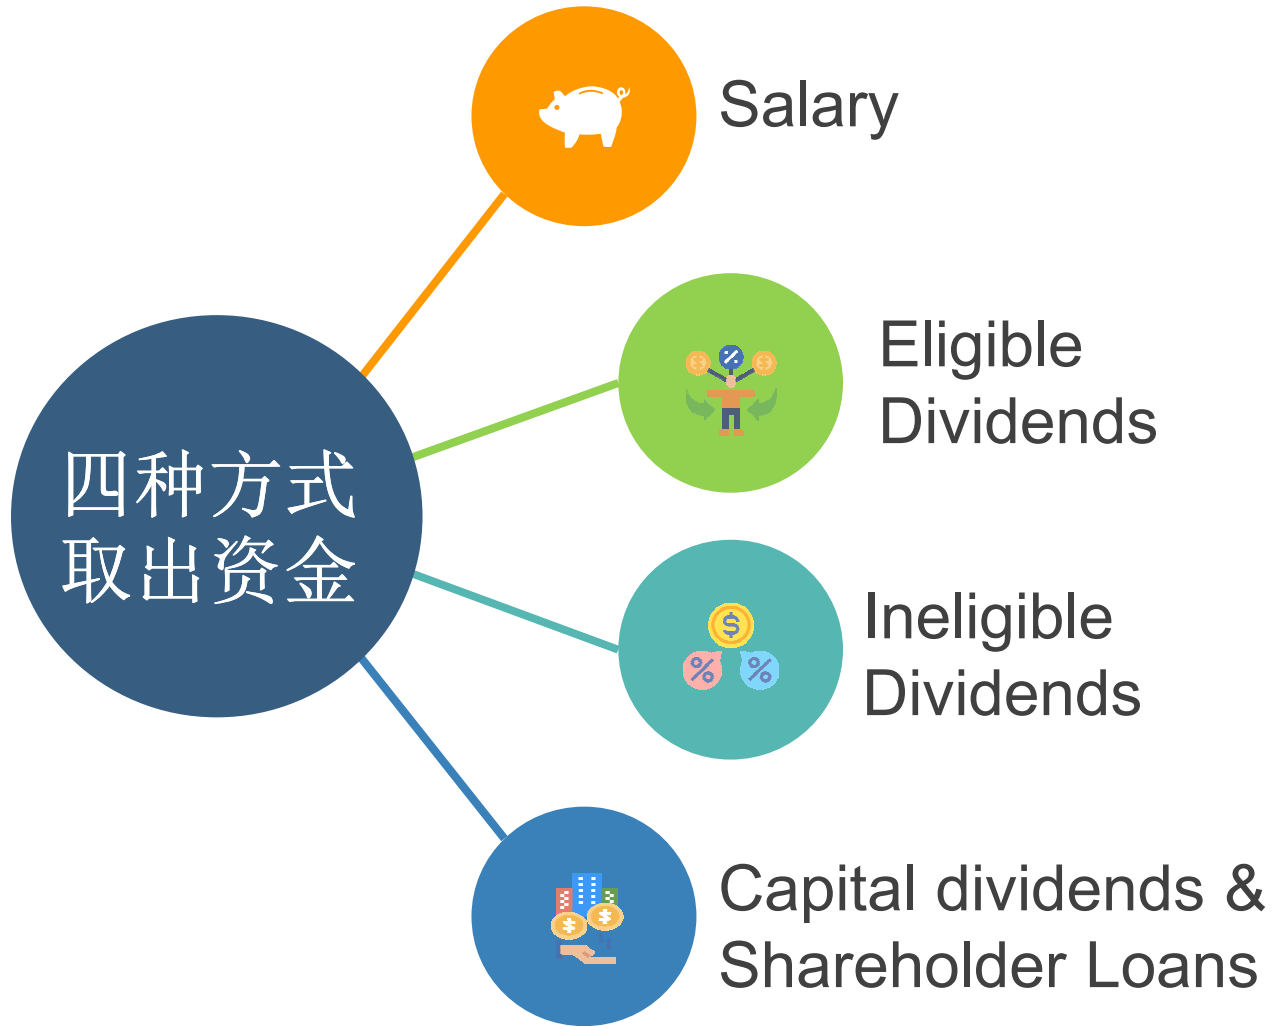 四种方式
取出资金
Salary
Eligible
Dividends
Ineligible
Dividends
Capital dividends &
Shareholder Loans